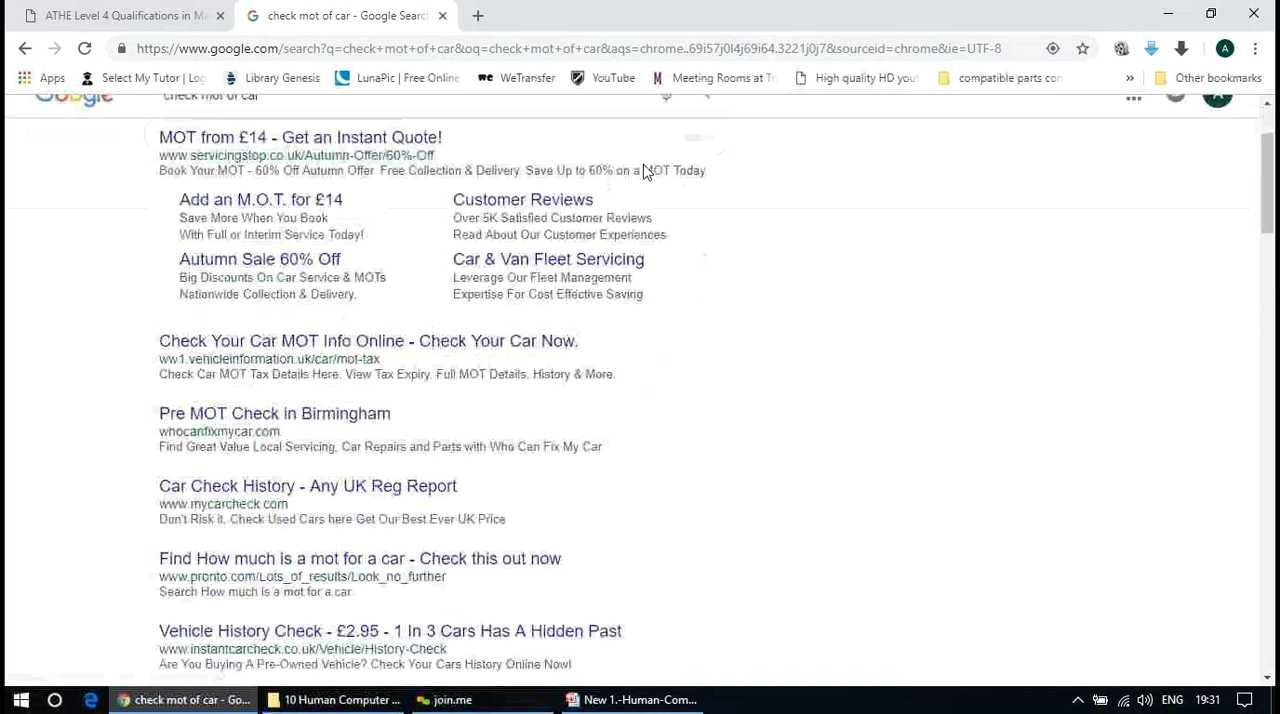 ATHE Level 4 Qualifications in Ma
check mot of car - Google Searc
https://www.google.com/search?q=check+mot+of+car&oq=check+mot+of+car&aqs=chrome..69i57j0l4j69i64.3221j0j7&sourceid=chrome&ie=UTF-8
A
Apps
Select My Tutor | Log
Library Genesis
LunaPic | Free Online
WeTransfer
YouTube
Meeting Rooms at Tr
High quality HD yout
compatible parts.con
»
Other bookmarks
Google
check mot of car
MOT from £14 - Get an Instant Quote!
www.servicingstop.co.uk/Autumn-Offer/60%-Off
Book Your MOT - 60% Off Autumn Offer. Free Collection & Delivery. Save Up to 60% on a MOT Today
Add an M.O.T. for £14
Save More When You Book
With Full or Interim Service Today!
Customer Reviews
Over 5K Satisfied Customer Reviews
Read About Our Customer Experiences
Autumn Sale 60% Off
Big Discounts On Car Service & MOTs
Nationwide Collection & Delivery.
Car & Van Fleet Servicing
Leverage Our Fleet Management
Expertise For Cost Effective Saving
Check Your Car MOT Info Online - Check Your Car Now.
ww1.vehicleinformation.uk/car/mot-tax
Check Car MOT Tax Details Here. View Tax Expiry. Full MOT Details, History & More.
Pre MOT Check in Birmingham
whocanfixmycar.com
Find Great Value Local Servicing, Car Repairs and Parts with Who Can Fix My Car
Car Check History - Any UK Reg Report
www.mycarcheck.com
Don't Risk it, Check Used Cars here Get Our Best Ever UK Price
Find How much is a mot for a car - Check this out now
www.pronto.com/Lots_of_results/Look_no_further
Search How much is a mot for a car
Vehicle History Check - £2.95 - 1 In 3 Cars Has A Hidden Past
www.instantcarcheck.co.uk/Vehicle/History-Check
Are You Buying A Pre-Owned Vehicle? Check Your Cars History Online Now!
check mot of car - Go...
10 Human Computer ...
join.me
New 1.-Human-Com...
ENG
19:31